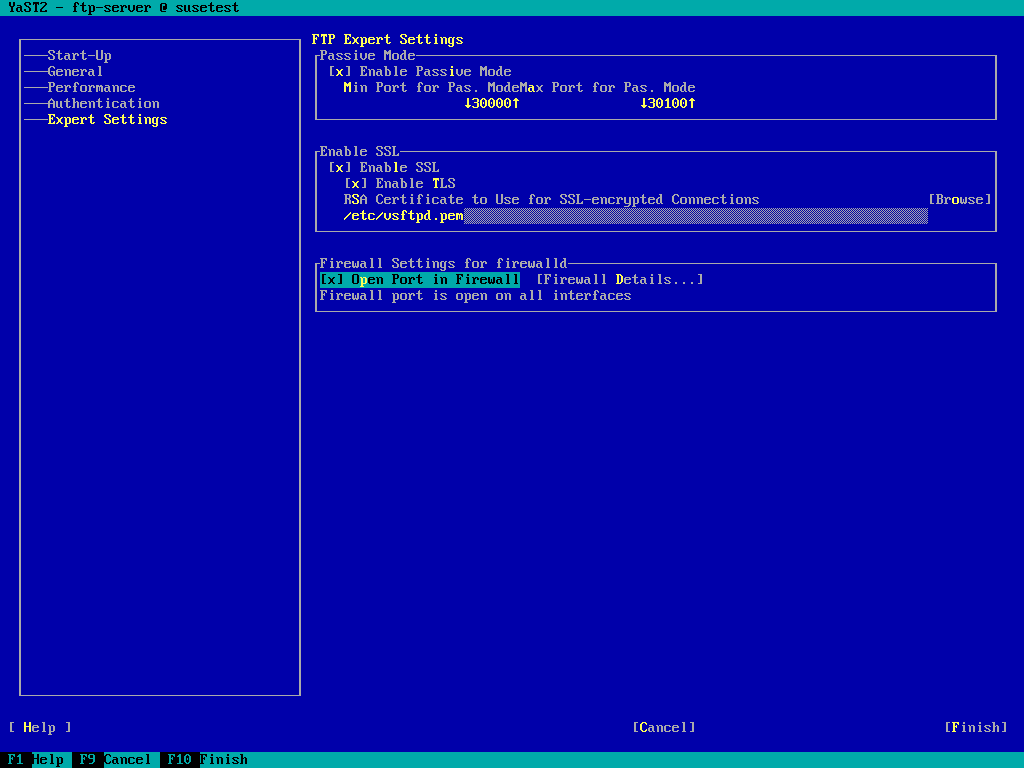 YaST2 - ftp-server @ susetest
FTP Expert Settings
Start-Up
General
Performance
Authentication
Expert Settings
Passive Mode
[x] Enable Passive Mode
Min Port for Pas. ModeMax Port for Pas. Mode
↓30000↑ ↓30100↑
Enable SSL
[x] Enable SSL
[x] Enable TLS
RSA Certificate to Use for SSL-encrypted Connections [Browse]
/etc/vsftpd.pem
Firewall Settings for firewalld
[x] Open Port in Firewall [Firewall Details...]
Firewall port is open on all interfaces
[ Help ] [Cancel] [Finish]
F1 Help F9 Cancel F10 Finish